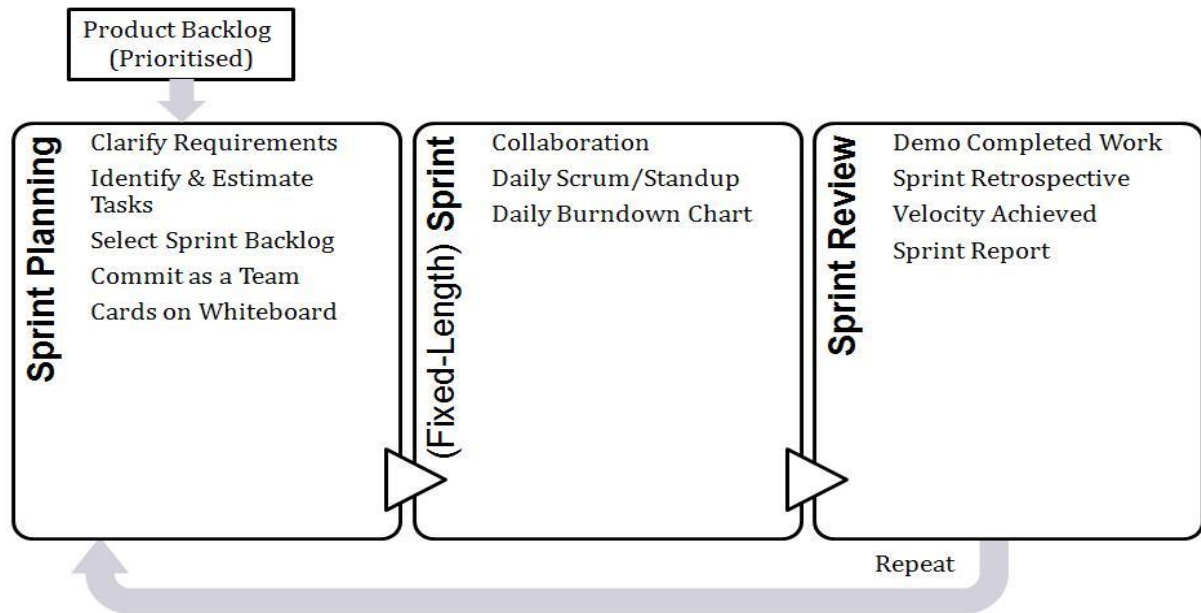 Product Backlog
(Prioritised)
Sprint Planning
Clarify Requirements
Identify & Estimate
Tasks
Select Sprint Backlog
Commit as a Team
Cards on Whiteboard
(Fixed-Length) Sprint
Collaboration
Daily Scrum/Standup
Daily Burndown Chart
Sprint Review
Demo Completed Work
Sprint Retrospective
Velocity Achieved
Sprint Report
Repeat